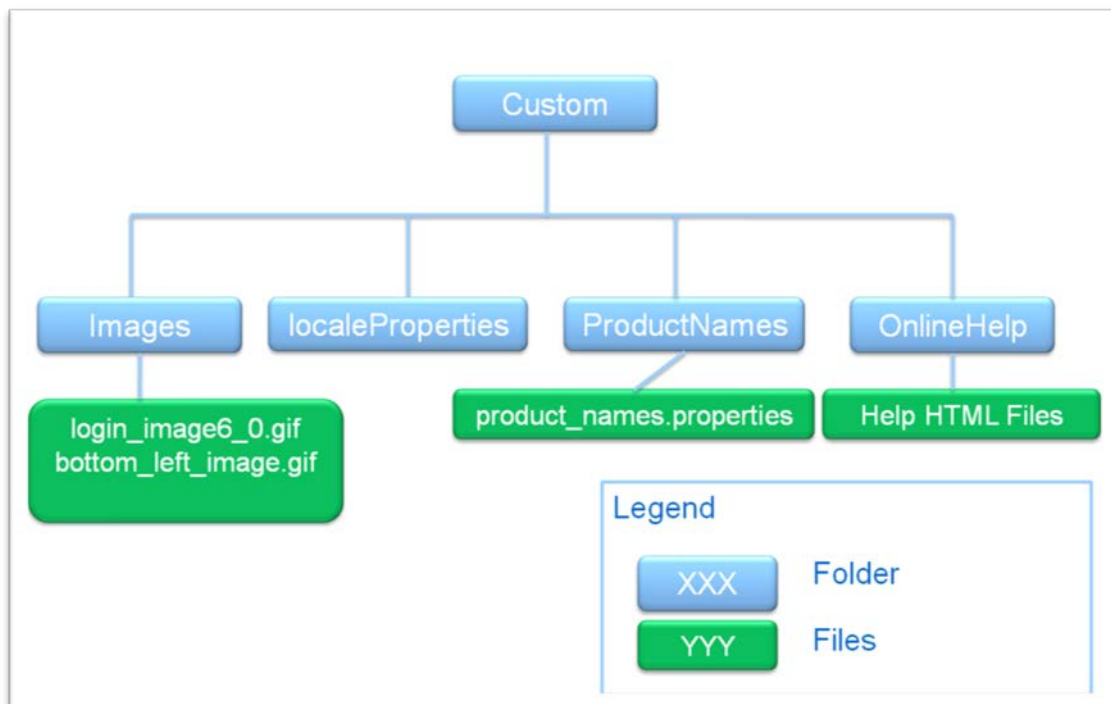 Custom
Images
localeProperties
ProductNames
OnlineHelp
login_image6_0.gif
bottom_left_image.gif
product_names.properties
Help HTML Files
Legend
XXX
Folder
YYY
Files